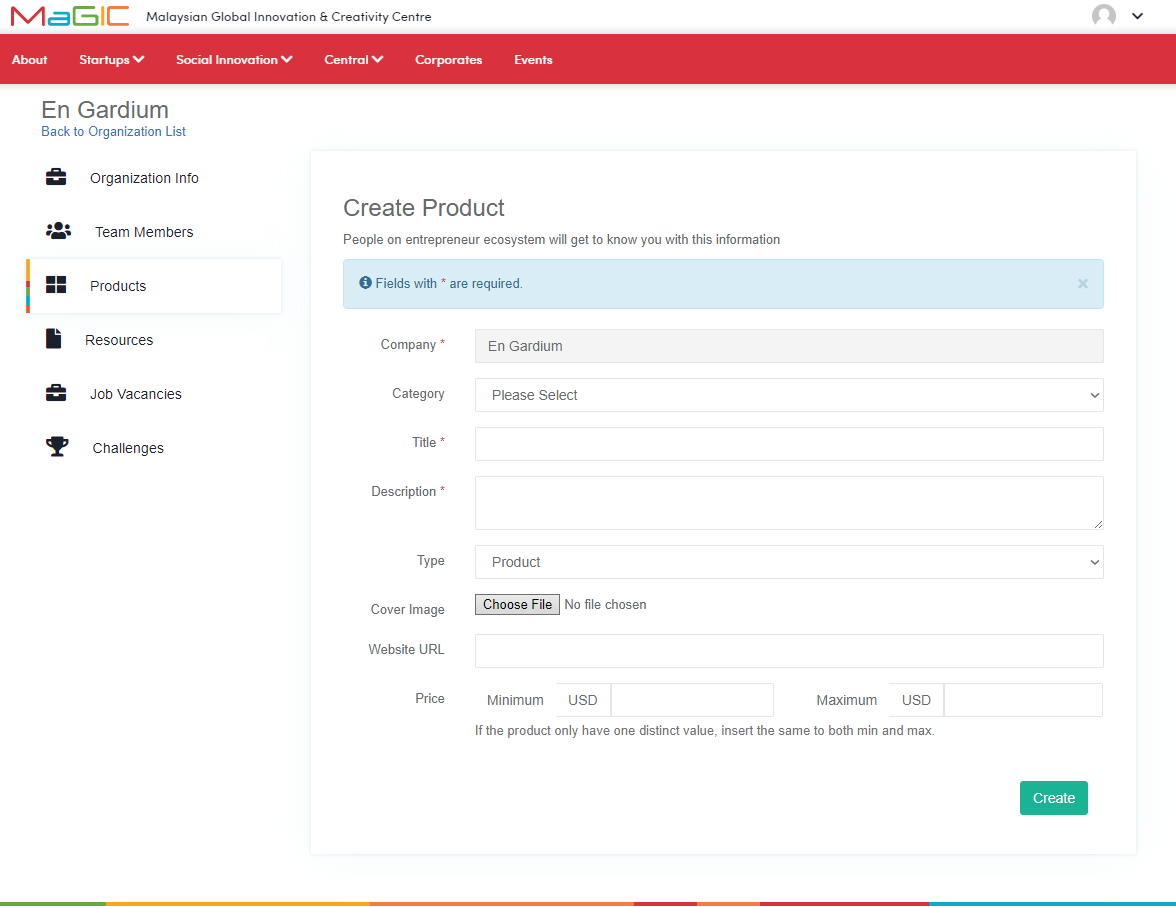 MaGIC Malaysian Global Innovation & Creativity Centre
About Startups Social Innovation Central Corporates Events
En Gardium
Back to Organization List
Organization Info
Team Members
Products
Resources
Job Vacancies
Challenges
Create Product
People on entrepreneur ecosystem will get to know you with this information
Fields with * are required. ×
Company * En Gardium
Category Please Select
Title *
Description *
Type Product
Cover Image Choose File No file chosen
Website URL
Price Minimum USD Maximum USD
If the product only have one distinct value, insert the same to both min and max.
Create